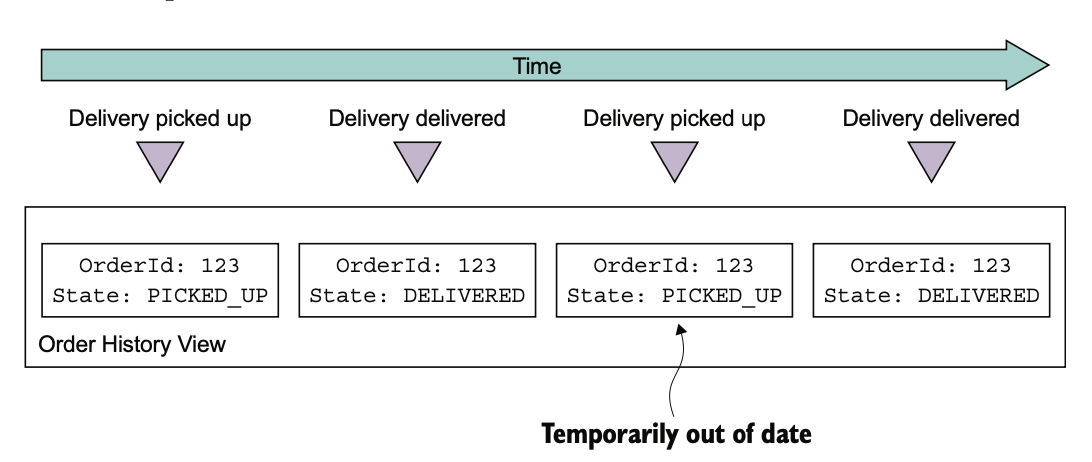 Time
Delivery picked up
Delivery delivered
Delivery picked up
Delivery delivered
OrderId: 123
State: PICKED_UP
OrderId: 123
State: DELIVERED
OrderId: 123
State: PICKED_UP
OrderId: 123
State: DELIVERED
Order History View
Temporarily out of date